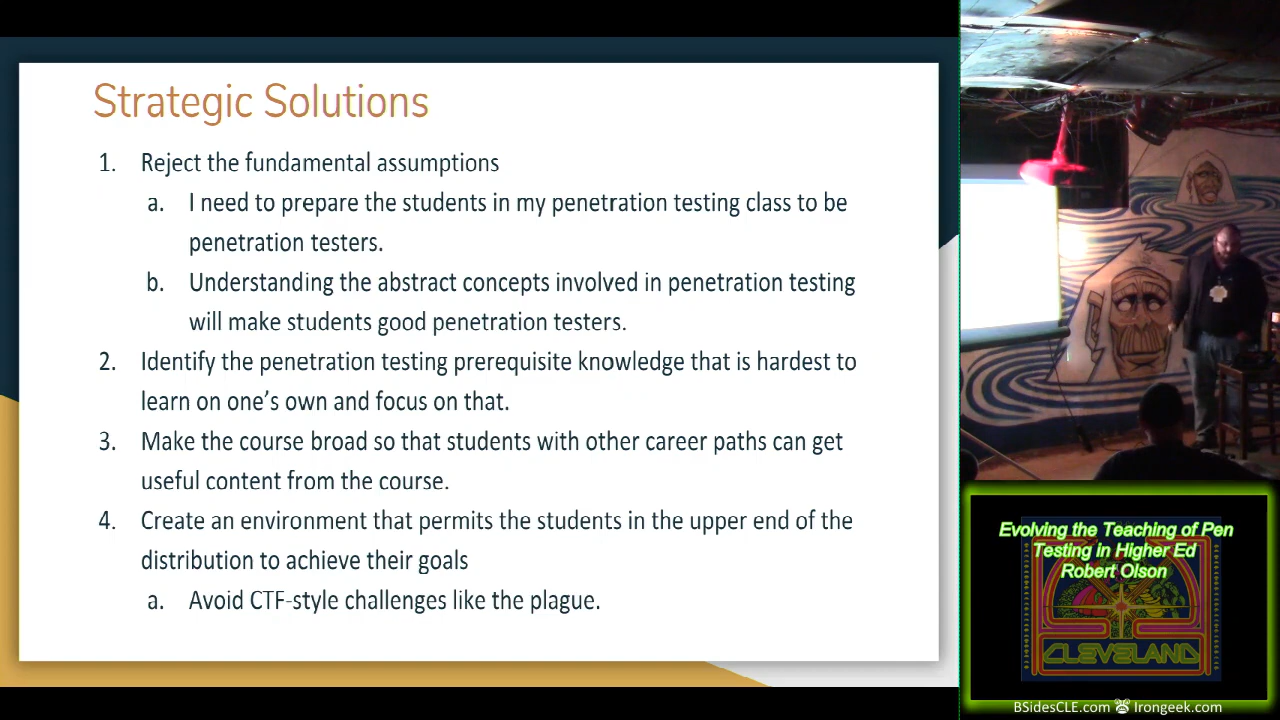 Strategic Solutions
1. Reject the fundamental assumptions
a. I need to prepare the students in my penetration testing class to be
penetration testers.
b. Understanding the abstract concepts involved in penetration testing
will make students good penetration testers.
2. Identify the penetration testing prerequisite knowledge that is hardest to
learn on one's own and focus on that.
3. Make the course broad so that students with other career paths can get
useful content from the course.
4. Create an environment that permits the students in the upper end of the
distribution to achieve their goals
a. Avoid CTF-style challenges like the plague.
Evolving the Teaching of Pen
Testing in Higher Ed
Robert Olson
CLEVELAND
BSidesCLE.com Irongeek.com